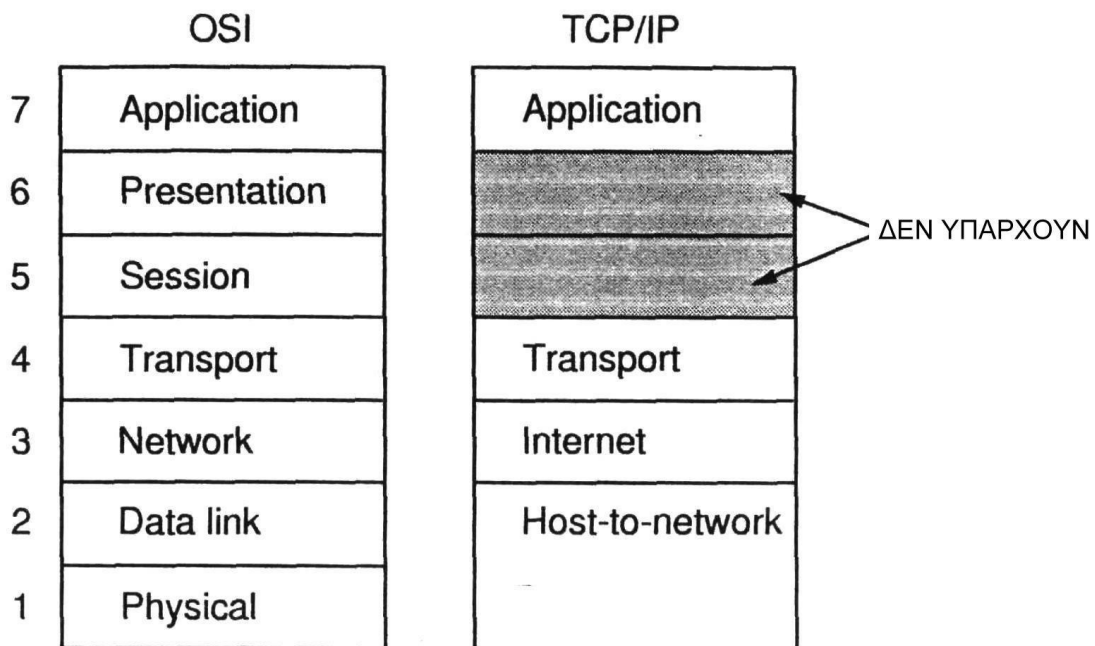 OSI TCP/IP
7 Application Application
6 Presentation
ΔΕΝ ΥΠΑΡΧΟΥΝ
5 Session
4 Transport Transport
3 Network Internet
2 Data link Host-to-network
1 Physical